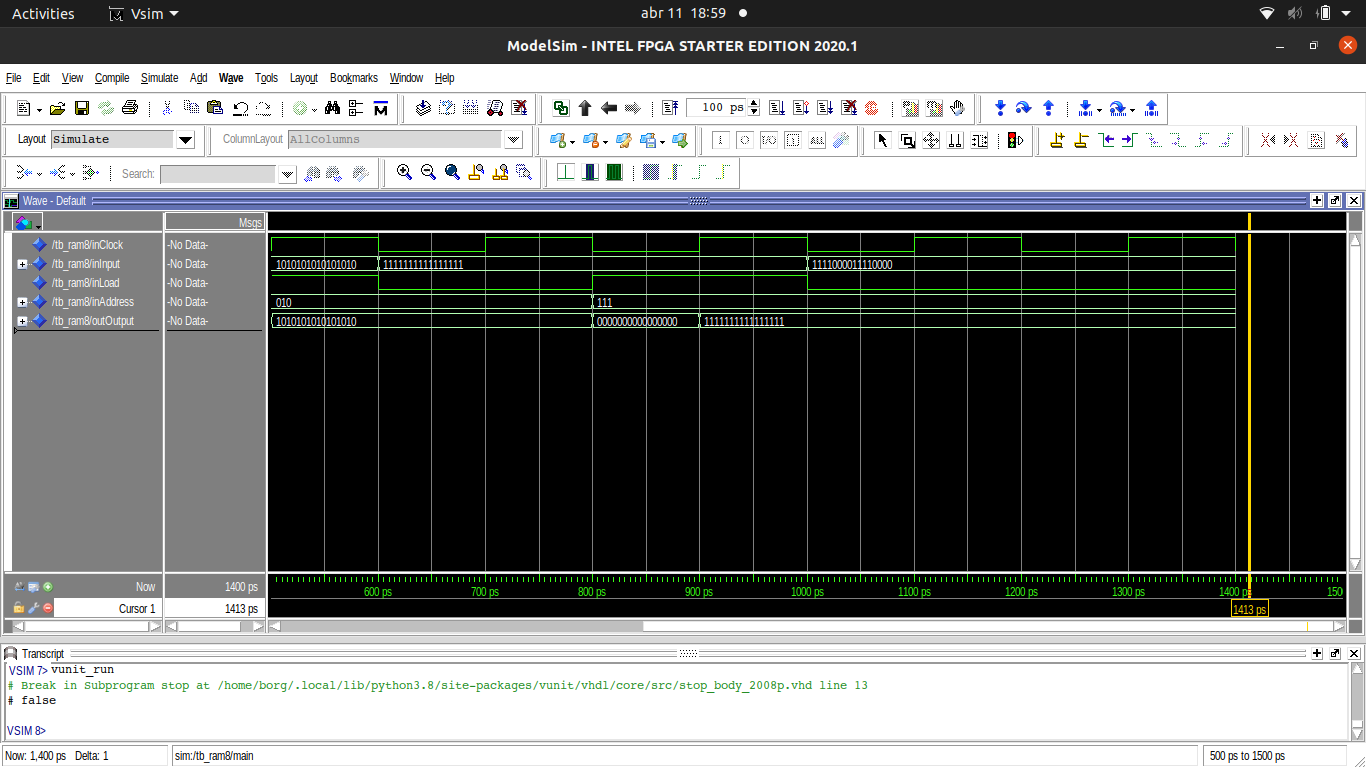 Activities Vsim abr 11 18:59
ModelSim - INTEL FPGA STARTER EDITION 2020.1
File Edit View Compile Simulate Add Wave Tools Layout Bookmarks Window Help
100 ps
Layout Simulate ColumnLayout AllColumns
Search:
Wave - Default
Msgs
/tb_ram8/inClock -No Data-
/tb_ram8/inInput -No Data- 1010101010101010 1111111111111111 1111000011110000
/tb_ram8/inLoad -No Data-
/tb_ram8/inAddress -No Data- 010 111
/tb_ram8/outOutput -No Data- 1010101010101010 0000000000000000 1111111111111111
Now 1400 ps 600 ps 700 ps 800 ps 900 ps 1000 ps 1100 ps 1200 ps 1300 ps 1400 ps 1500
Cursor 1 1413 ps 1413 ps
Transcript
VSIM 7> vunit_run
# Break in Subprogram stop at /home/borg/.local/lib/python3.8/site-packages/vunit/vhdl/core/src/stop_body_2008p.vhd line 13
# false
VSIM 8>
Now: 1,400 ps Delta: 1 sim:/tb_ram8/main 500 ps to 1500 ps